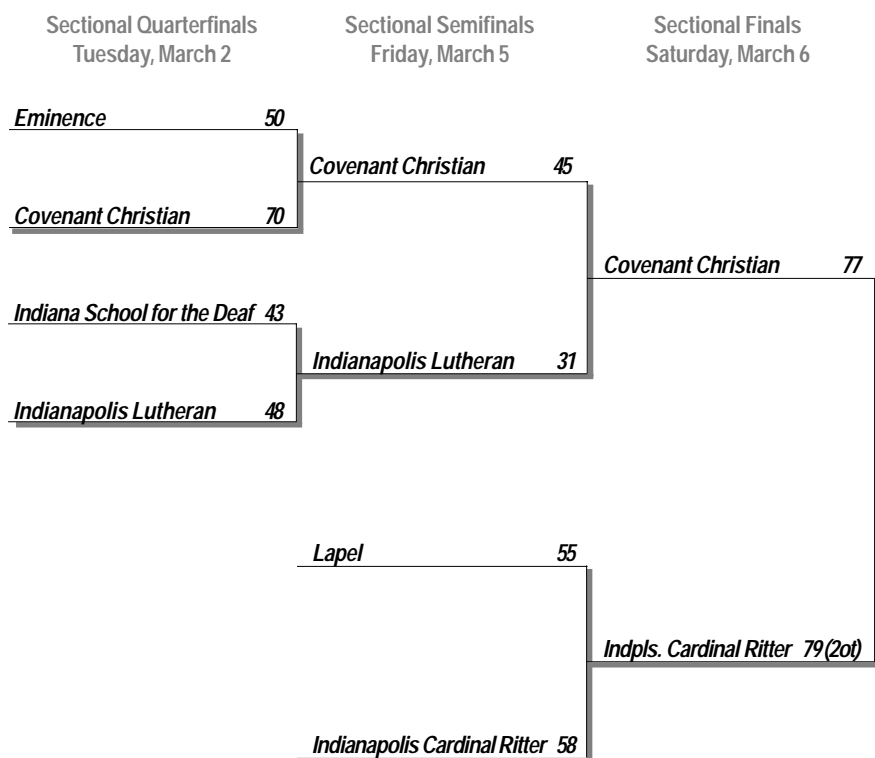 Sectional Quarterfinals
Tuesday, March 2
Sectional Semifinals
Friday, March 5
Sectional Finals
Saturday, March 6
Eminence 50
Covenant Christian 70
Indiana School for the Deaf 43
Indianapolis Lutheran 48
Covenant Christian 45
Indianapolis Lutheran 31
Lapel 55
Indianapolis Cardinal Ritter 58
Covenant Christian 77
Indpls. Cardinal Ritter 79 (2ot)